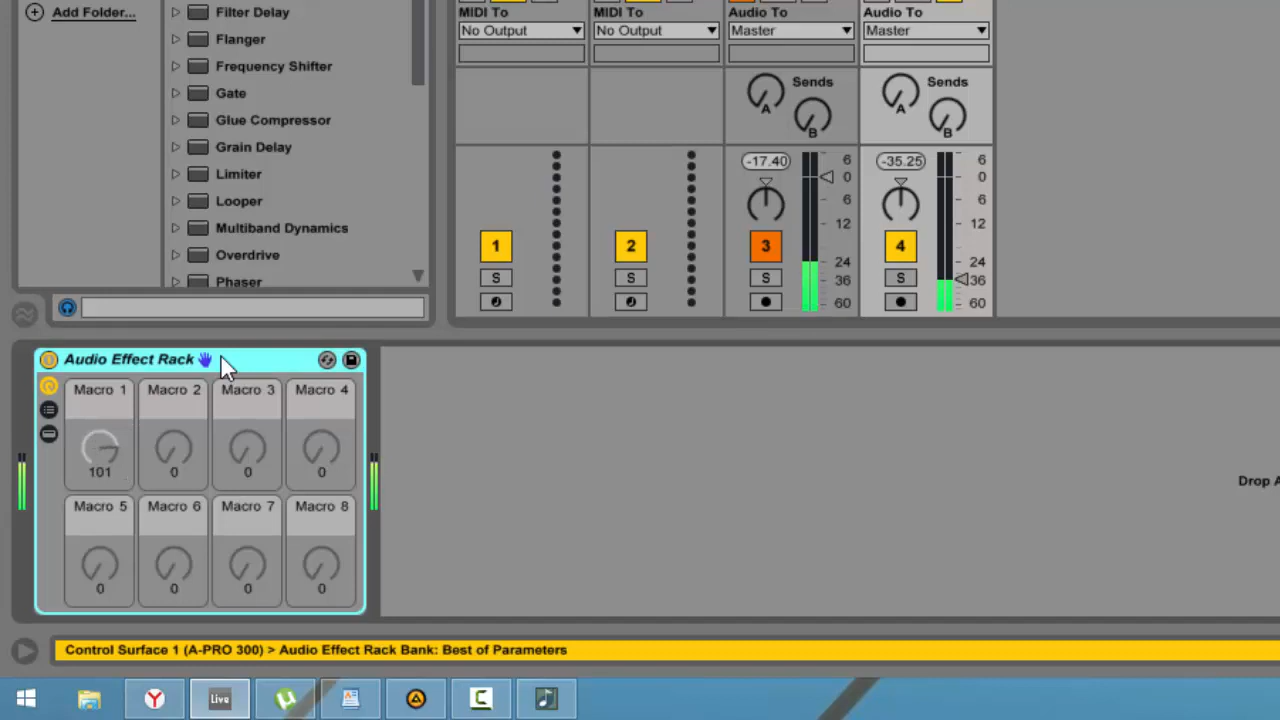 Add Folder...
Filter Delay
Flanger
Frequency Shifter
Gate
Glue Compressor
Grain Delay
Limiter
Looper
Multiband Dynamics
Overdrive
Phaser
MIDI To
No Output
MIDI To
No Output
Audio To
Master
Audio To
Master
Sends
A
B
Sends
A
B
-17.40
6
0
6
12
24
36
60
-35.25
6
0
6
12
24
36
60
1
S
2
S
3
S
4
S
Audio Effect Rack
Macro 1
Macro 2
Macro 3
Macro 4
101
0
0
0
Macro 5
Macro 6
Macro 7
Macro 8
0
0
0
0
Drop A
Control Surface 1 (A-PRO 300) > Audio Effect Rack Bank: Best of Parameters
Live